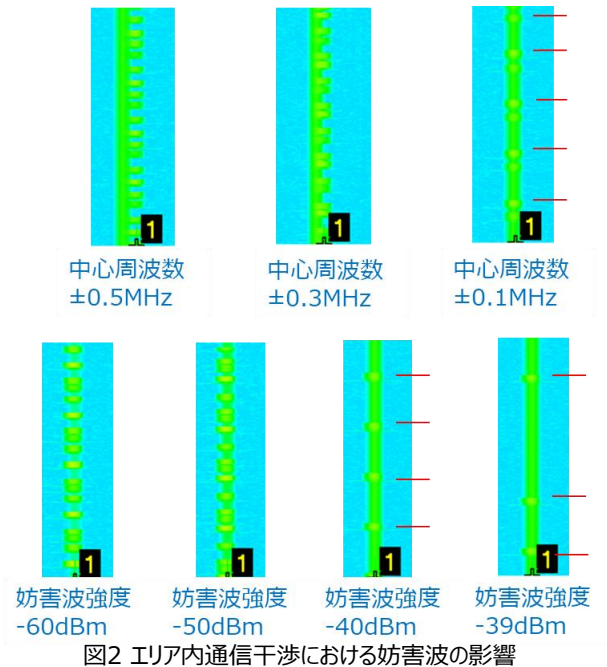 1
1
1
中心周波数
±0.5MHz
中心周波数
±0.3MHz
中心周波数
±0.1MHz
1
1
1
1
妨害波強度
-60dBm
妨害波強度
-50dBm
妨害波強度
-40dBm
妨害波強度
-39dBm
図2 エリア内通信干渉における妨害波の影響